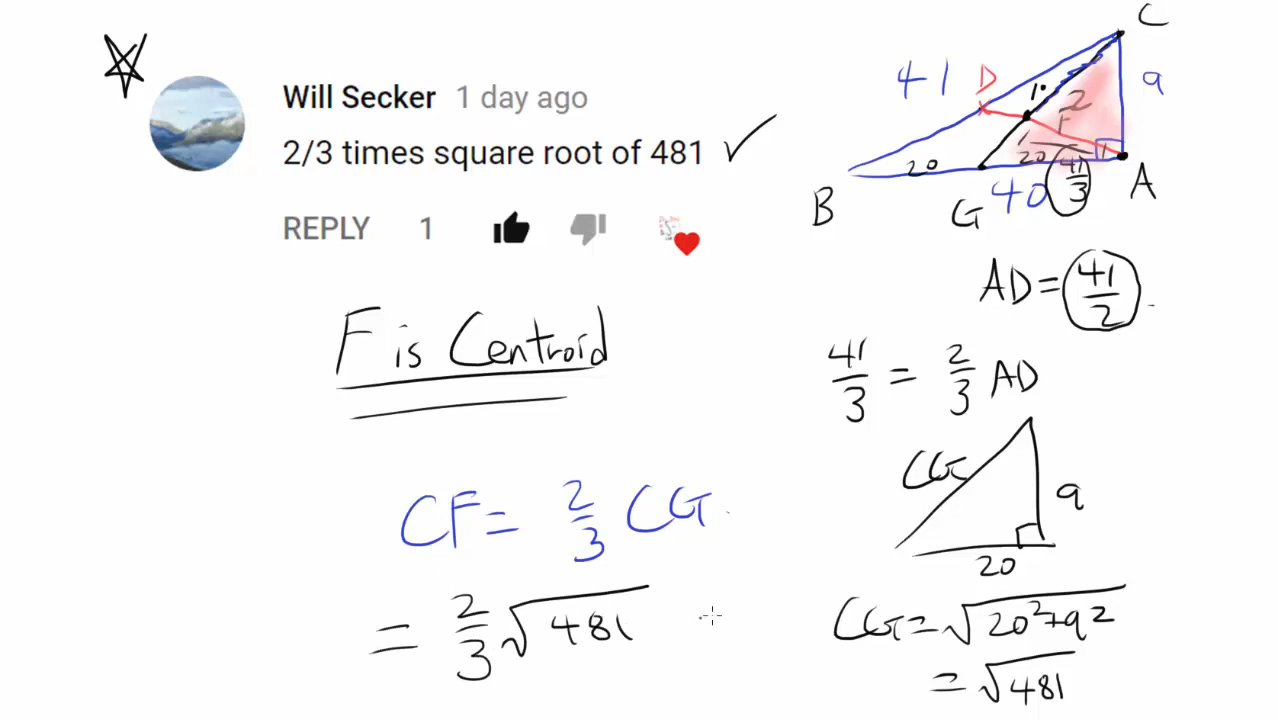 Will Secker 1 day ago
2/3 times square root of 481 ✓
REPLY 1
F is Centroid
CF = 2/3 CG
= 2/3 √481
C
41
D
9
1
2
F
20
20
41/3
1
B
G
40
A
AD = 41/2
41/3 = 2/3 AD
CG
9
20
CG = √20²+9²
= √481